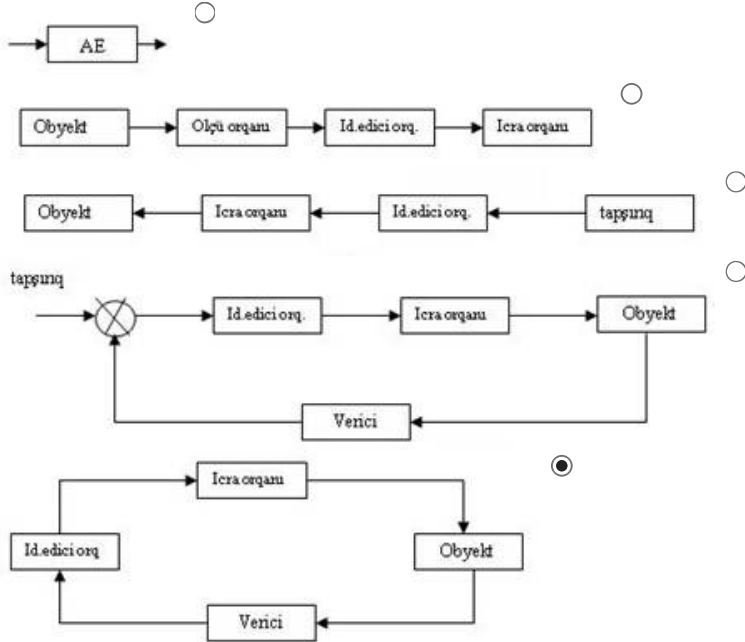 AE
Obyekt Ölçü orqanı Id.edici orq. Icra orqanı
Obyekt Icra orqanı Id.edici orq. tapşırıq
tapşırıq
Id.edici orq. Icra orqanı Obyekt
Verici
Icra orqanı
Id.edici orq Obyekt
Verici